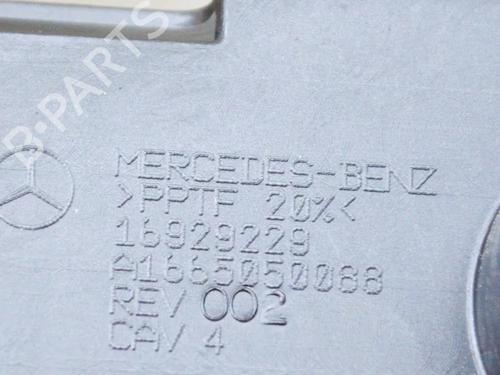 B-PARTS
MERCEDES-BENZ
>PPTF 20%<
16929229
A1665050088
REV 002
CAV 4